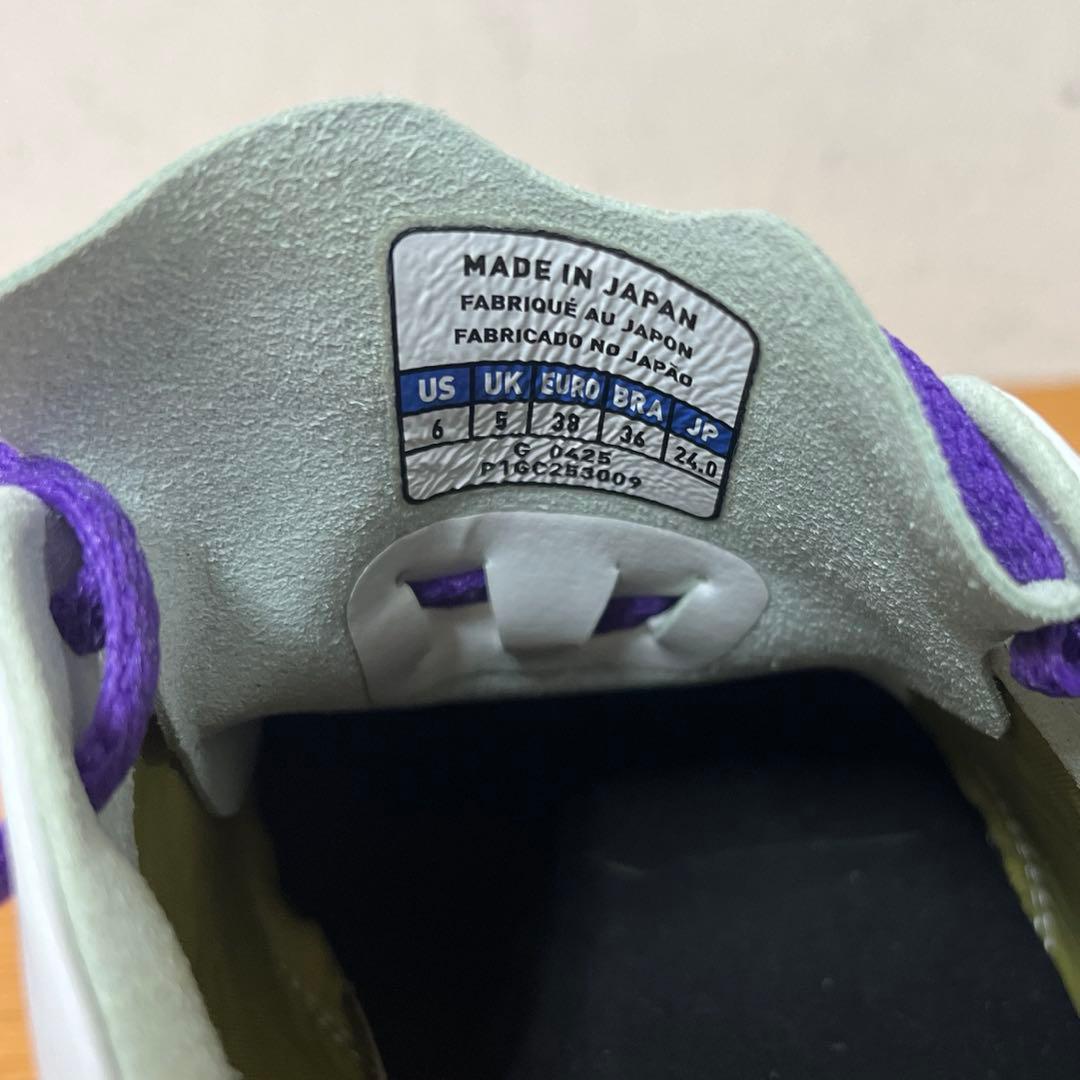 MADE IN JAPAN
FABRIQUÉ AU JAPON
FABRICADO NO JAPÃO
US UK EURO BRA JP
6 5 38 36 24.0
G 0425
P1GC253009